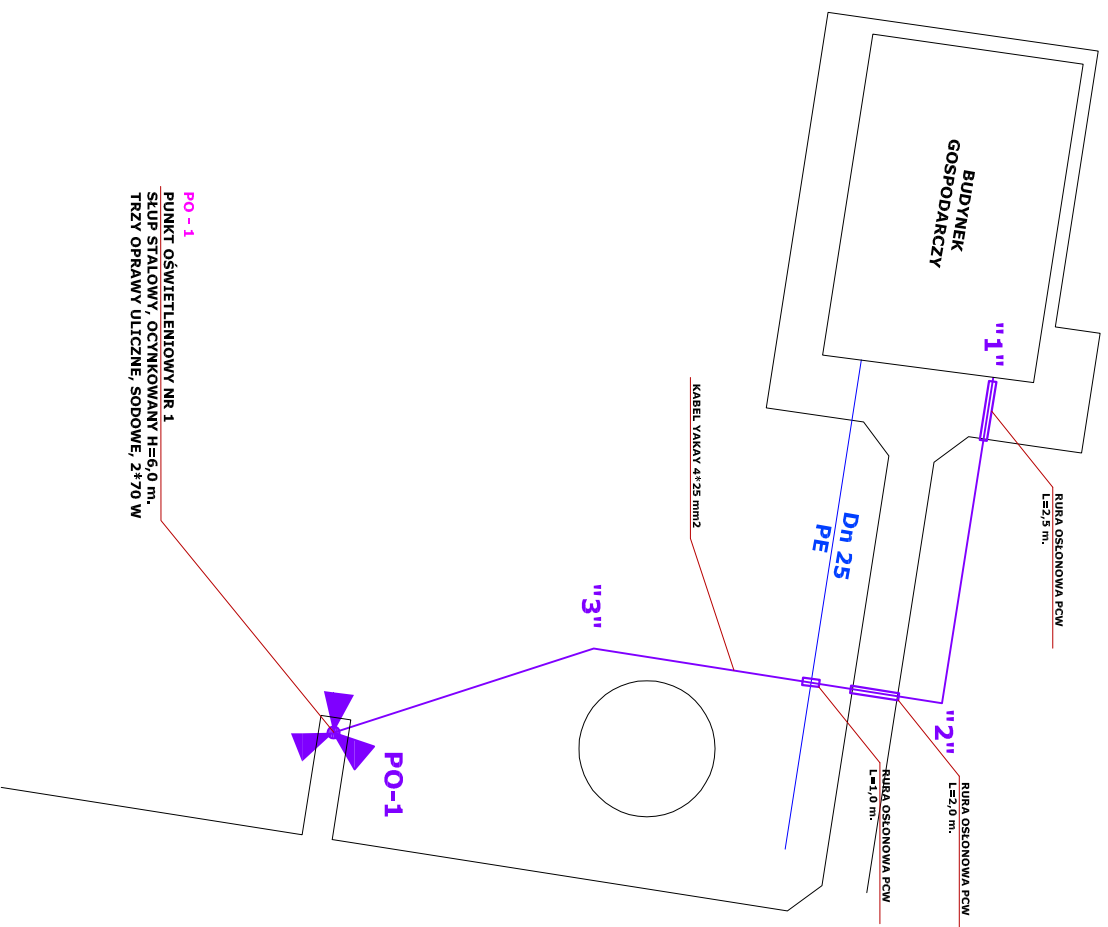 PO - 1
PUNKT OŚWIETLENIOWY NR 1
SŁUP STALOWY, OCYNKOWANY H=6,0 m.
TRZY OPRAWY ULICZNE, SODOWE, 2*70 W
BUDYNEK
GOSPODARCZY
"1"
RURA OSŁONOWA PCW
L=2,5 m.
KABEL YAKAY 4*25 mm2
Dn 25
PE
"3"
"2"
PO-1
RURA OSŁONOWA PCW
L=1,0 m.
RURA OSŁONOWA PCW
L=2,0 m.